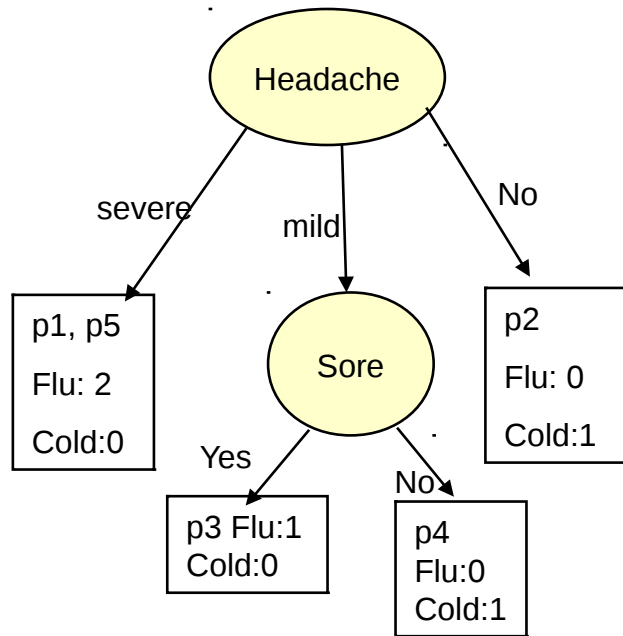 Headache
severe
mild
No
p1, p5
Flu: 2
Cold:0
Sore
p2
Flu: 0
Cold:1
Yes
No
p3 Flu:1
Cold:0
p4
Flu:0
Cold:1